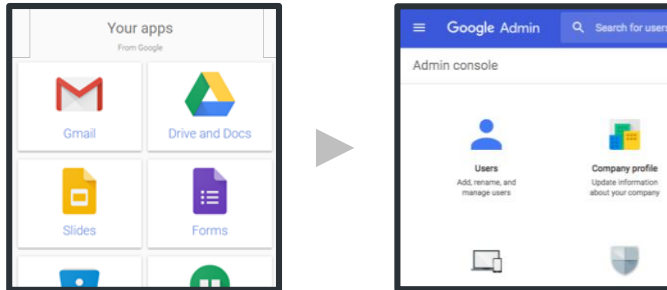 Your apps
From Google
Gmail
Drive and Docs
Slides
Forms
Google Admin
Search for users
Admin console
Users
Add, rename, and
manage users
Company profile
Update information
about your company